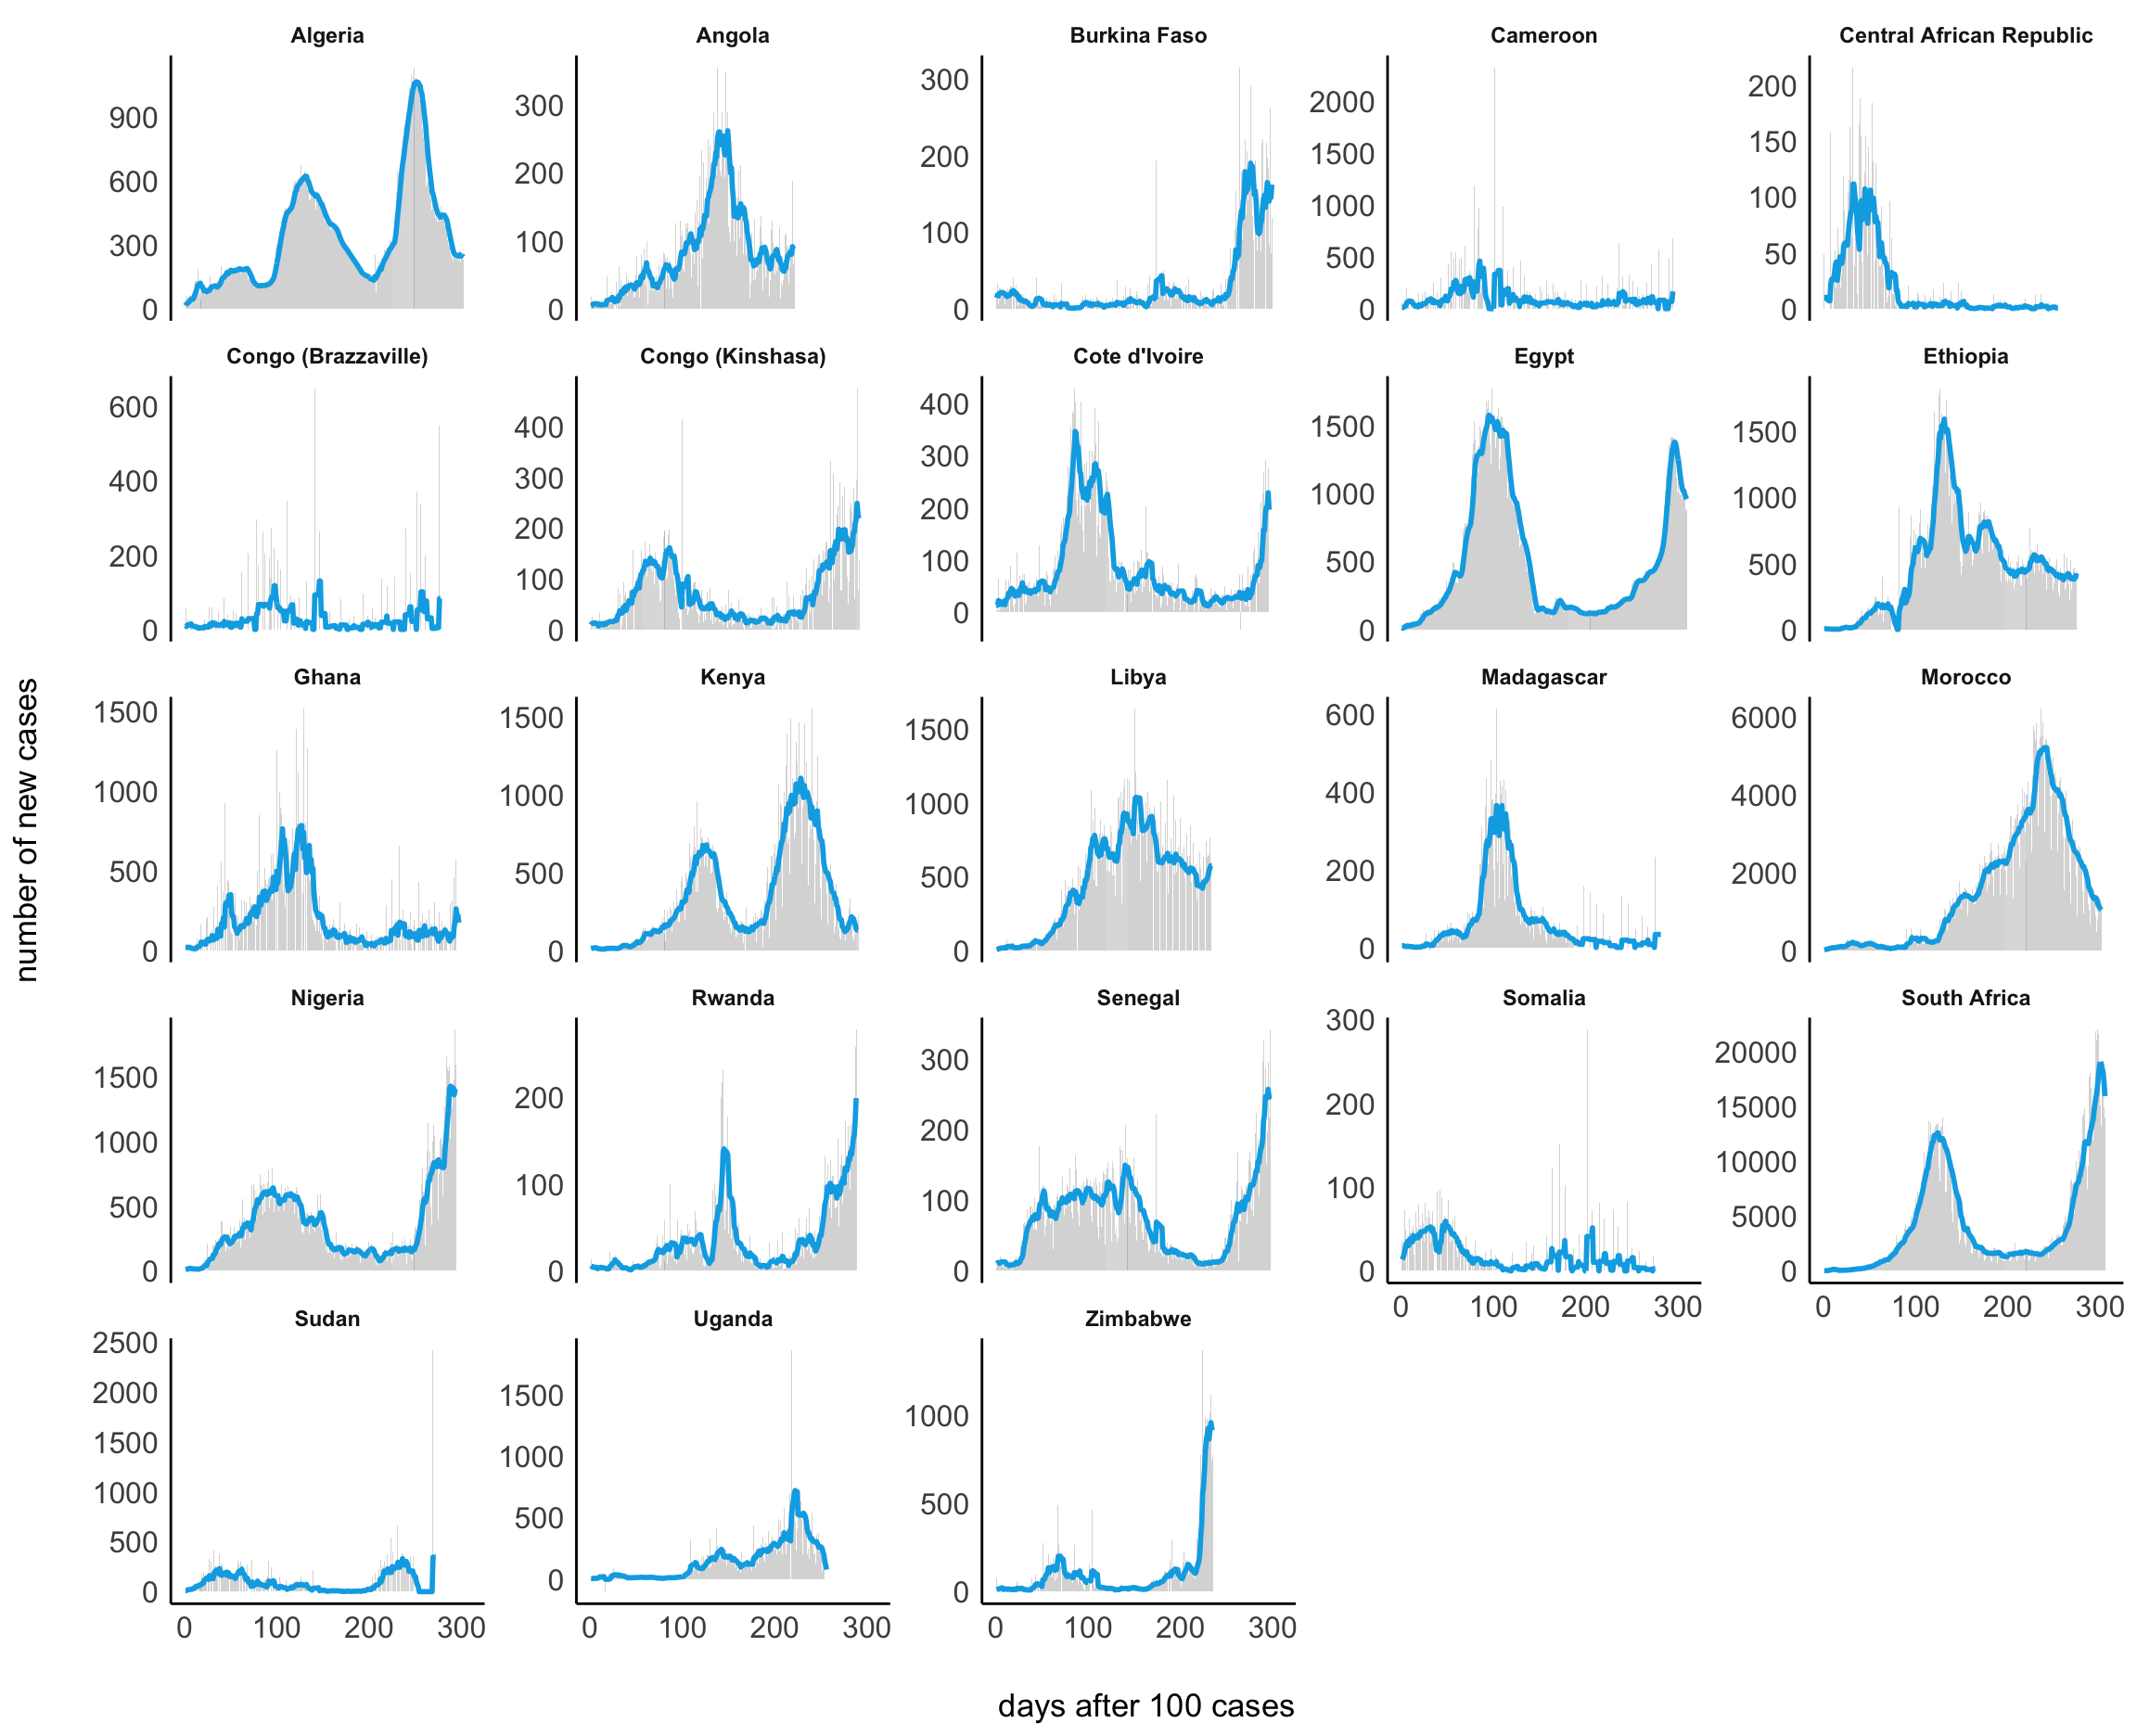 Algeria Angola Burkina Faso Cameroon Central African Republic
900 600 300 0
300 200 100 0
300 200 100 0
2000 1500 1000 500 0
200 150 100 50 0
Congo (Brazzaville) Congo (Kinshasa) Cote d'Ivoire Egypt Ethiopia
600 400 200 0
400 300 200 100 0
400 300 200 100 0
1500 1000 500 0
1500 1000 500 0
number of new cases
Ghana Kenya Libya Madagascar Morocco
1500 1000 500 0
1500 1000 500 0
1500 1000 500 0
600 400 200 0
6000 4000 2000 0
Nigeria Rwanda Senegal Somalia South Africa
1500 1000 500 0
200 100 0
300 200 100 0
300 200 100 0
20000 15000 10000 5000 0
0 100 200 300
0 100 200 300
Sudan Uganda Zimbabwe
2500 2000 1500 1000 500 0
1500 1000 500 0
1000 500 0
0 100 200 300
0 100 200 300
0 100 200 300
days after 100 cases